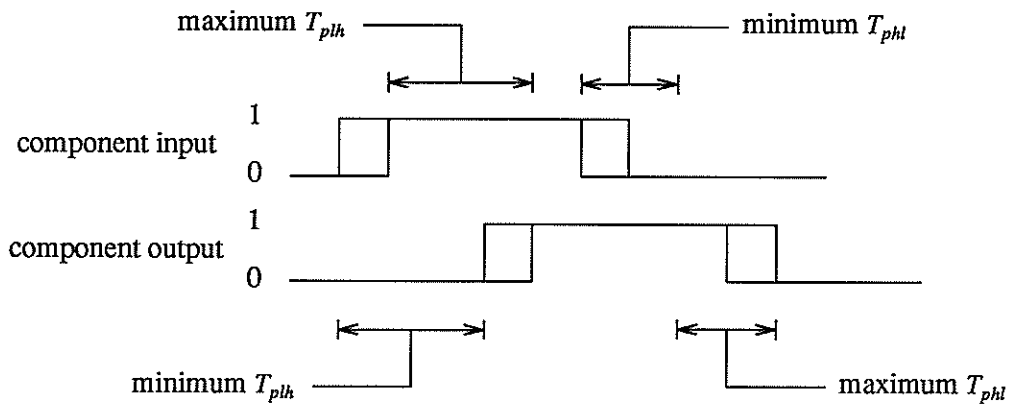 maximum T_plh
minimum T_phl
component input
1
0
component output
1
0
minimum T_plh
maximum T_phl